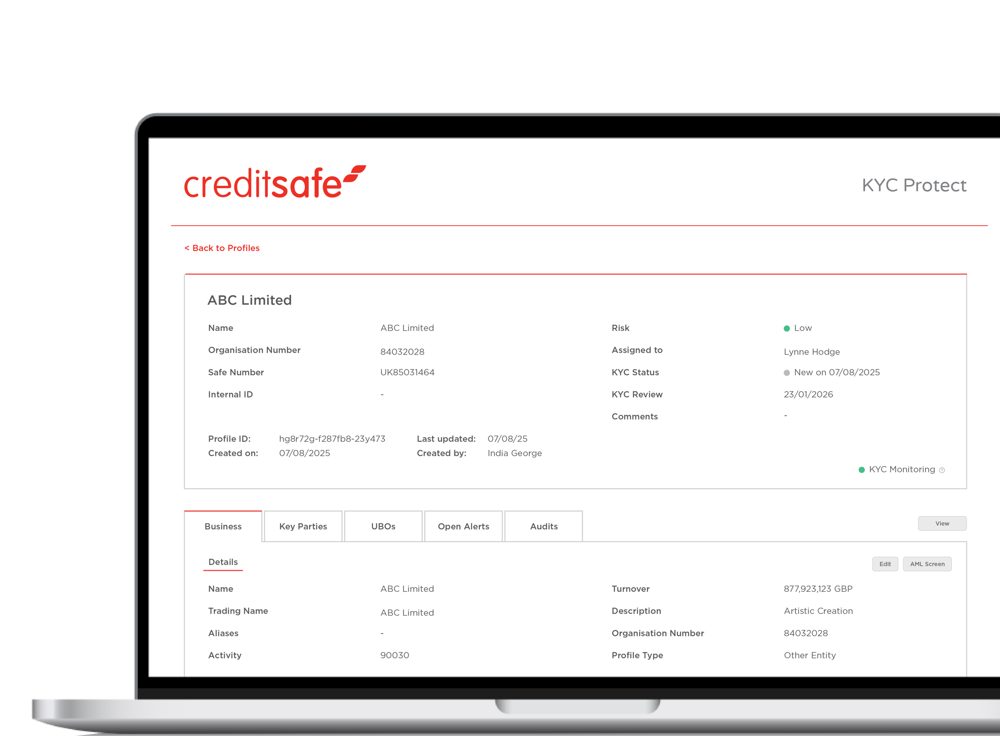 creditsafe
KYC Protect
< Back to Profiles
ABC Limited
Name ABC Limited Risk Low
Organisation Number 84032028 Assigned to Lynne Hodge
Safe Number UK85031464 KYC Status New on 07/08/2025
Internal ID - KYC Review 23/01/2026
Comments -
Profile ID: hg8r72g-f287fb8-23y473 Last updated: 07/08/25
Created on: 07/08/2025 Created by: India George
KYC Monitoring ?
Business Key Parties UBOs Open Alerts Audits View
Details Edit AML Screen
Name ABC Limited Turnover 877,923,123 GBP
Trading Name ABC Limited Description Artistic Creation
Aliases - Organisation Number 84032028
Activity 90030 Profile Type Other Entity